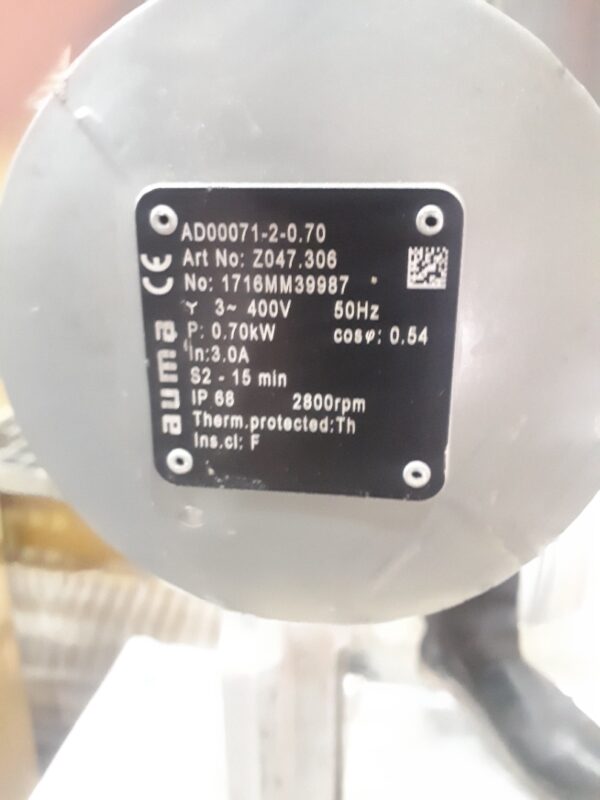 AD00071-2-0.70
Art No: Z047.306
No: 1716MM39987
Y 3~ 400V 50Hz
P: 0.70kW cosφ: 0.54
In:3.0A
S2 - 15 min
IP 68 2800rpm
Therm.protected:Th
Ins.cl: F
CE
auma